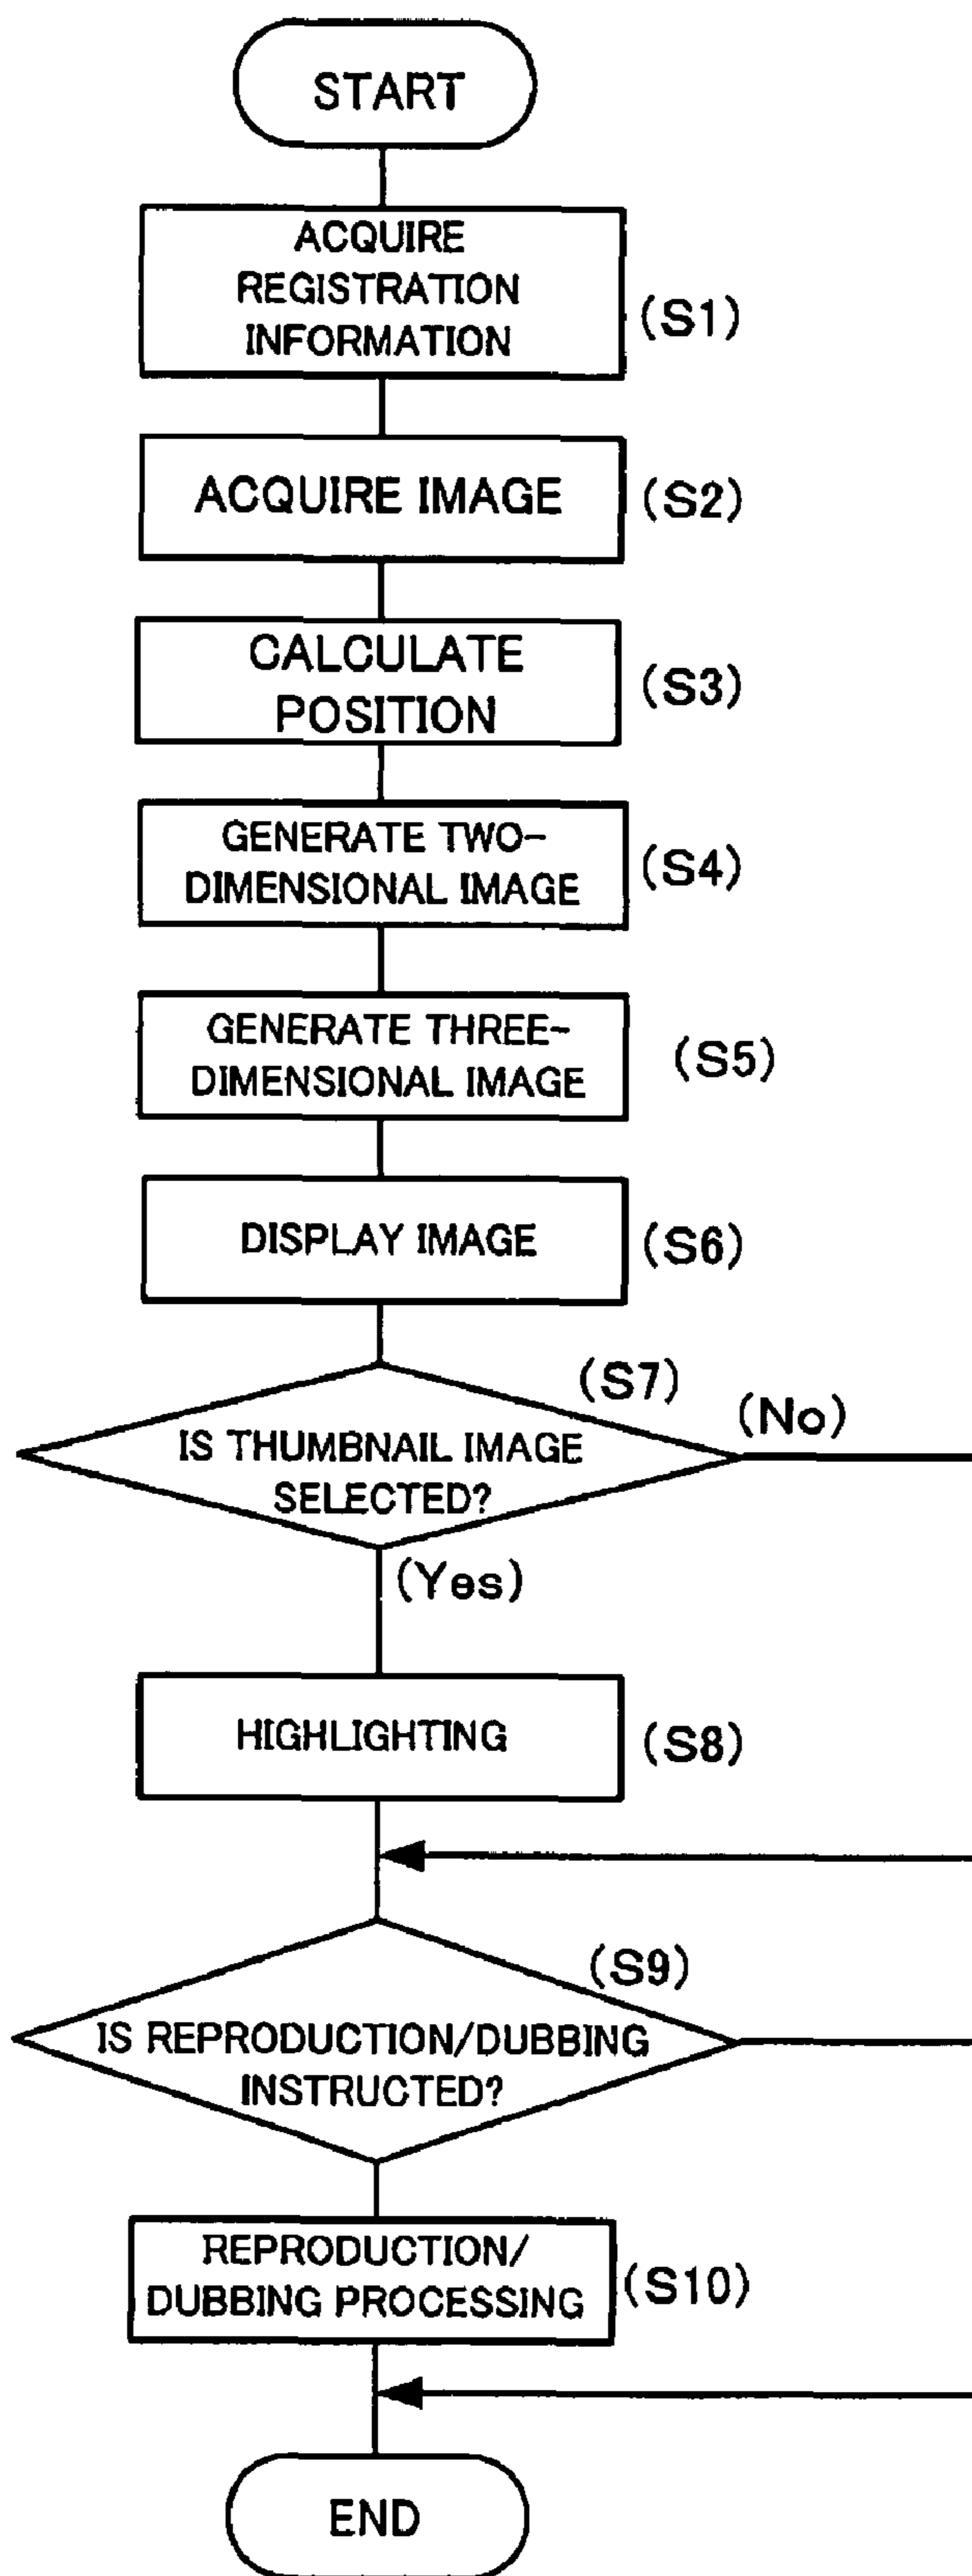 START
ACQUIRE
REGISTRATION
INFORMATION
(S1)
ACQUIRE IMAGE
(S2)
CALCULATE
POSITION
(S3)
GENERATE TWO-
DIMENSIONAL IMAGE
(S4)
GENERATE THREE-
DIMENSIONAL IMAGE
(S5)
DISPLAY IMAGE
(S6)
(S7)
(No)
IS THUMBNAIL IMAGE
SELECTED?
(Yes)
HIGHLIGHTING
(S8)
(S9)
IS REPRODUCTION/DUBBING
INSTRUCTED?
REPRODUCTION/
DUBBING PROCESSING
(S10)
END